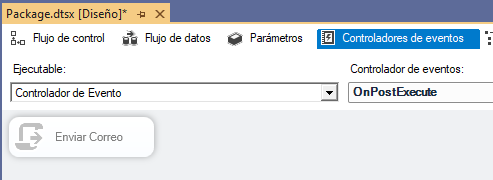 Package.dtsx [Diseño]*
Flujo de control
Flujo de datos
Parámetros
Controladores de eventos
Ejecutable:
Controlador de eventos:
Controlador de Evento
OnPostExecute
Enviar Correo